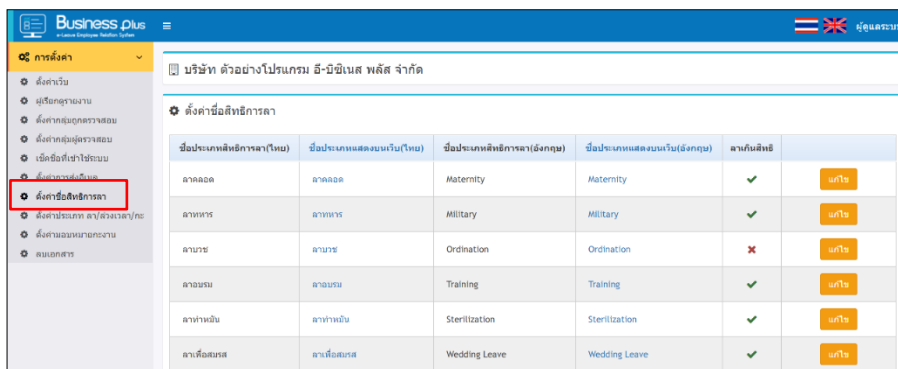 Business plus
e-Leave Employee Relation System
ผู้ดูแลระบบ
การตั้งค่า
ตั้งค่าเว็บ
ผู้เรียกดูรายงาน
ตั้งค่ากลุ่มถูกตรวจสอบ
ตั้งค่ากลุ่มผู้ตรวจสอบ
เช็คชื่อที่เข้าใช้ระบบ
ตั้งค่าการส่งอีเมล
ตั้งค่าชื่อสิทธิการลา
ตั้งค่าประเภท ลา/ล่วงเวลา/กะ
ตั้งค่ามอบหมายกะงาน
ลบเอกสาร
บริษัท ตัวอย่างโปรแกรม อี-บิซิเนส พลัส จำกัด
ตั้งค่าชื่อสิทธิการลา
ชื่อประเภทสิทธิการลา(ไทย) ชื่อประเภทแสดงบนเว็บ(ไทย) ชื่อประเภทสิทธิการลา(อังกฤษ) ชื่อประเภทแสดงบนเว็บ(อังกฤษ) ลาเกินสิทธิ
ลาคลอด ลาคลอด Maternity Maternity แก้ไข
ลาทหาร ลาทหาร Military Military แก้ไข
ลาบวช ลาบวช Ordination Ordination แก้ไข
ลาอบรม ลาอบรม Training Training แก้ไข
ลาทำหมัน ลาทำหมัน Sterilization Sterilization แก้ไข
ลาเพื่อสมรส ลาเพื่อสมรส Wedding Leave Wedding Leave แก้ไข